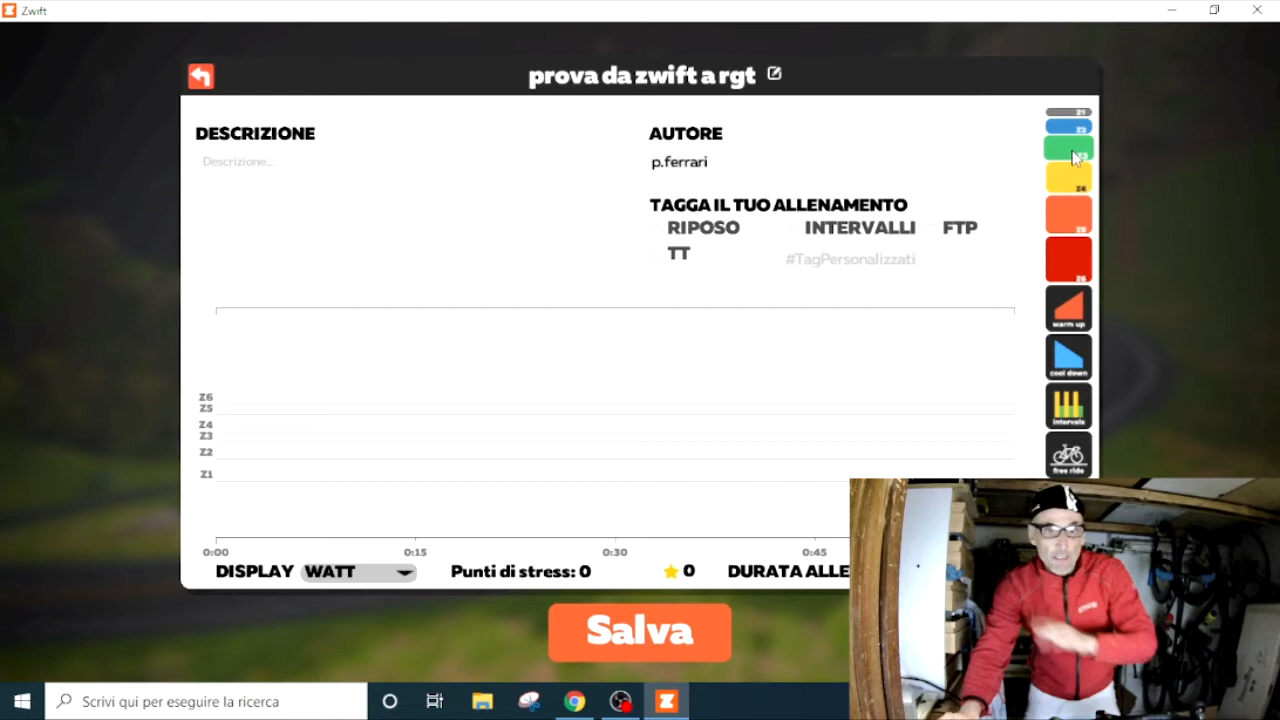 Zwift
prova da zwift a rgt
DESCRIZIONE
Descrizione...
AUTORE
p.ferrari
TAGGA IL TUO ALLENAMENTO
RIPOSO INTERVALLI FTP
TT #TagPersonalizzati
Z1
Z2
Z3
Z4
Z5
Z6
warm up
cool down
intervals
free ride
Z6
Z5
Z4
Z3
Z2
Z1
0:00 0:15 0:30 0:45
DISPLAY WATT Punti di stress: 0 0 DURATA ALLE
Salva
Scrivi qui per eseguire la ricerca